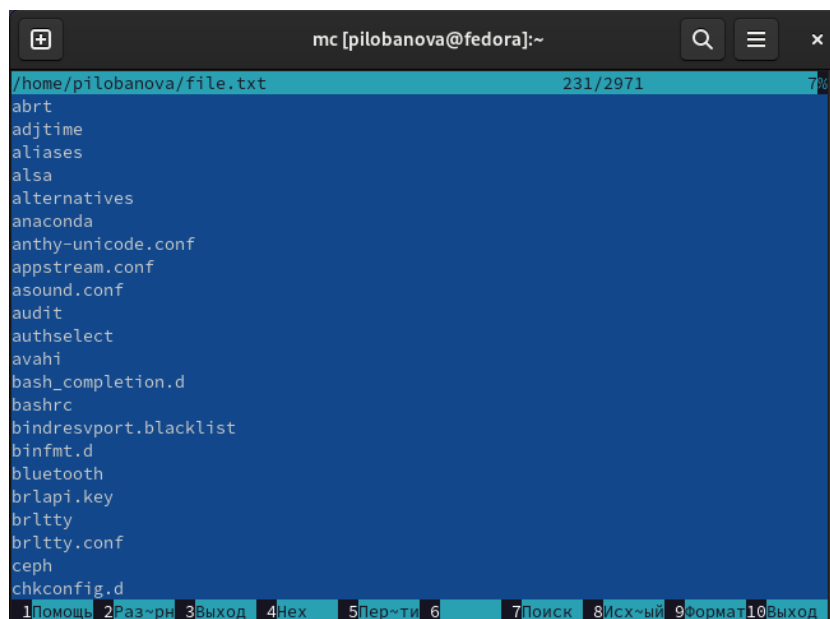 mc [pilobanova@fedora]:~
/home/pilobanova/file.txt 231/2971 7%
abrt
adjtime
aliases
alsa
alternatives
anaconda
anthy-unicode.conf
appstream.conf
asound.conf
audit
authselect
avahi
bash_completion.d
bashrc
bindresvport.blacklist
binfmt.d
bluetooth
brlapi.key
brltty
brltty.conf
ceph
chkconfig.d
1Помощь 2Раз~рн 3Выход 4Hex 5Пер~ти 6 7Поиск 8Исх~ый 9Формат10Выход